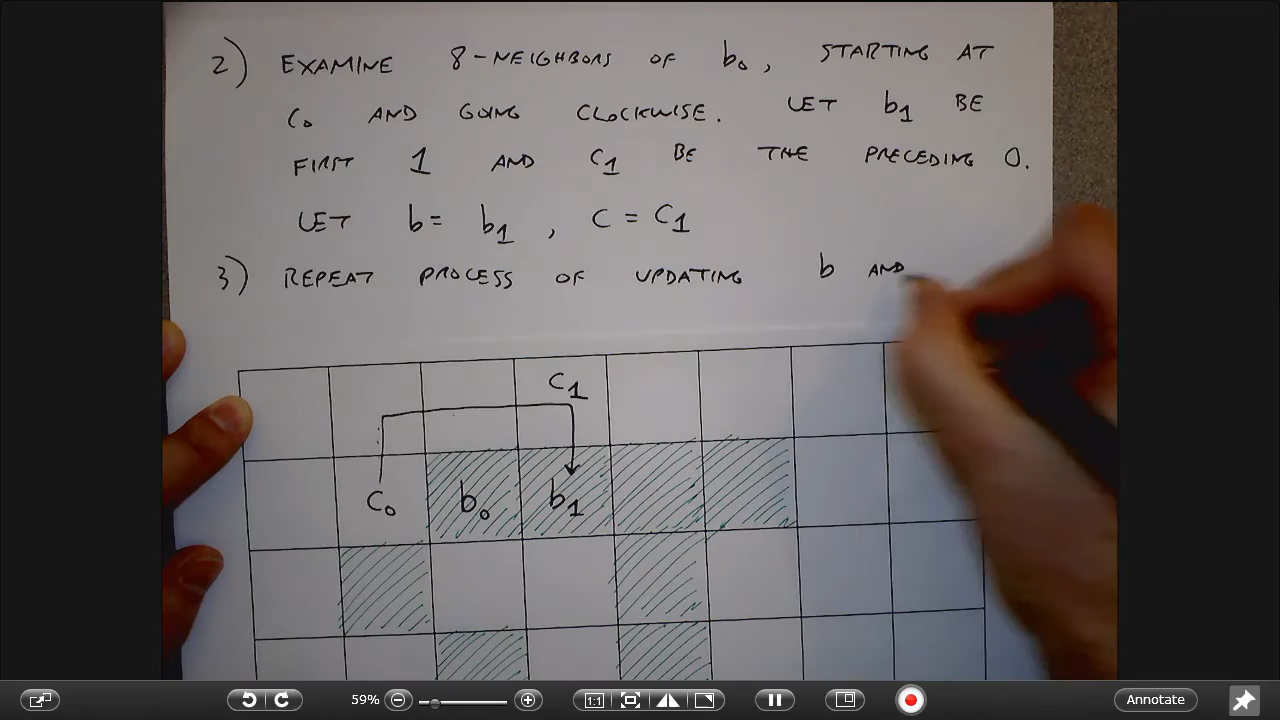 2) EXAMINE 8-NEIGHBORS OF b0, STARTING AT
C0 AND GOING CLOCKWISE. LET b1 BE
FIRST 1 AND C1 BE THE PRECEDING 0.
LET b = b1, C = C1
3) REPEAT PROCESS OF UPDATING b AND
C1
C0 b0 b1
59% 1:1 Annotate